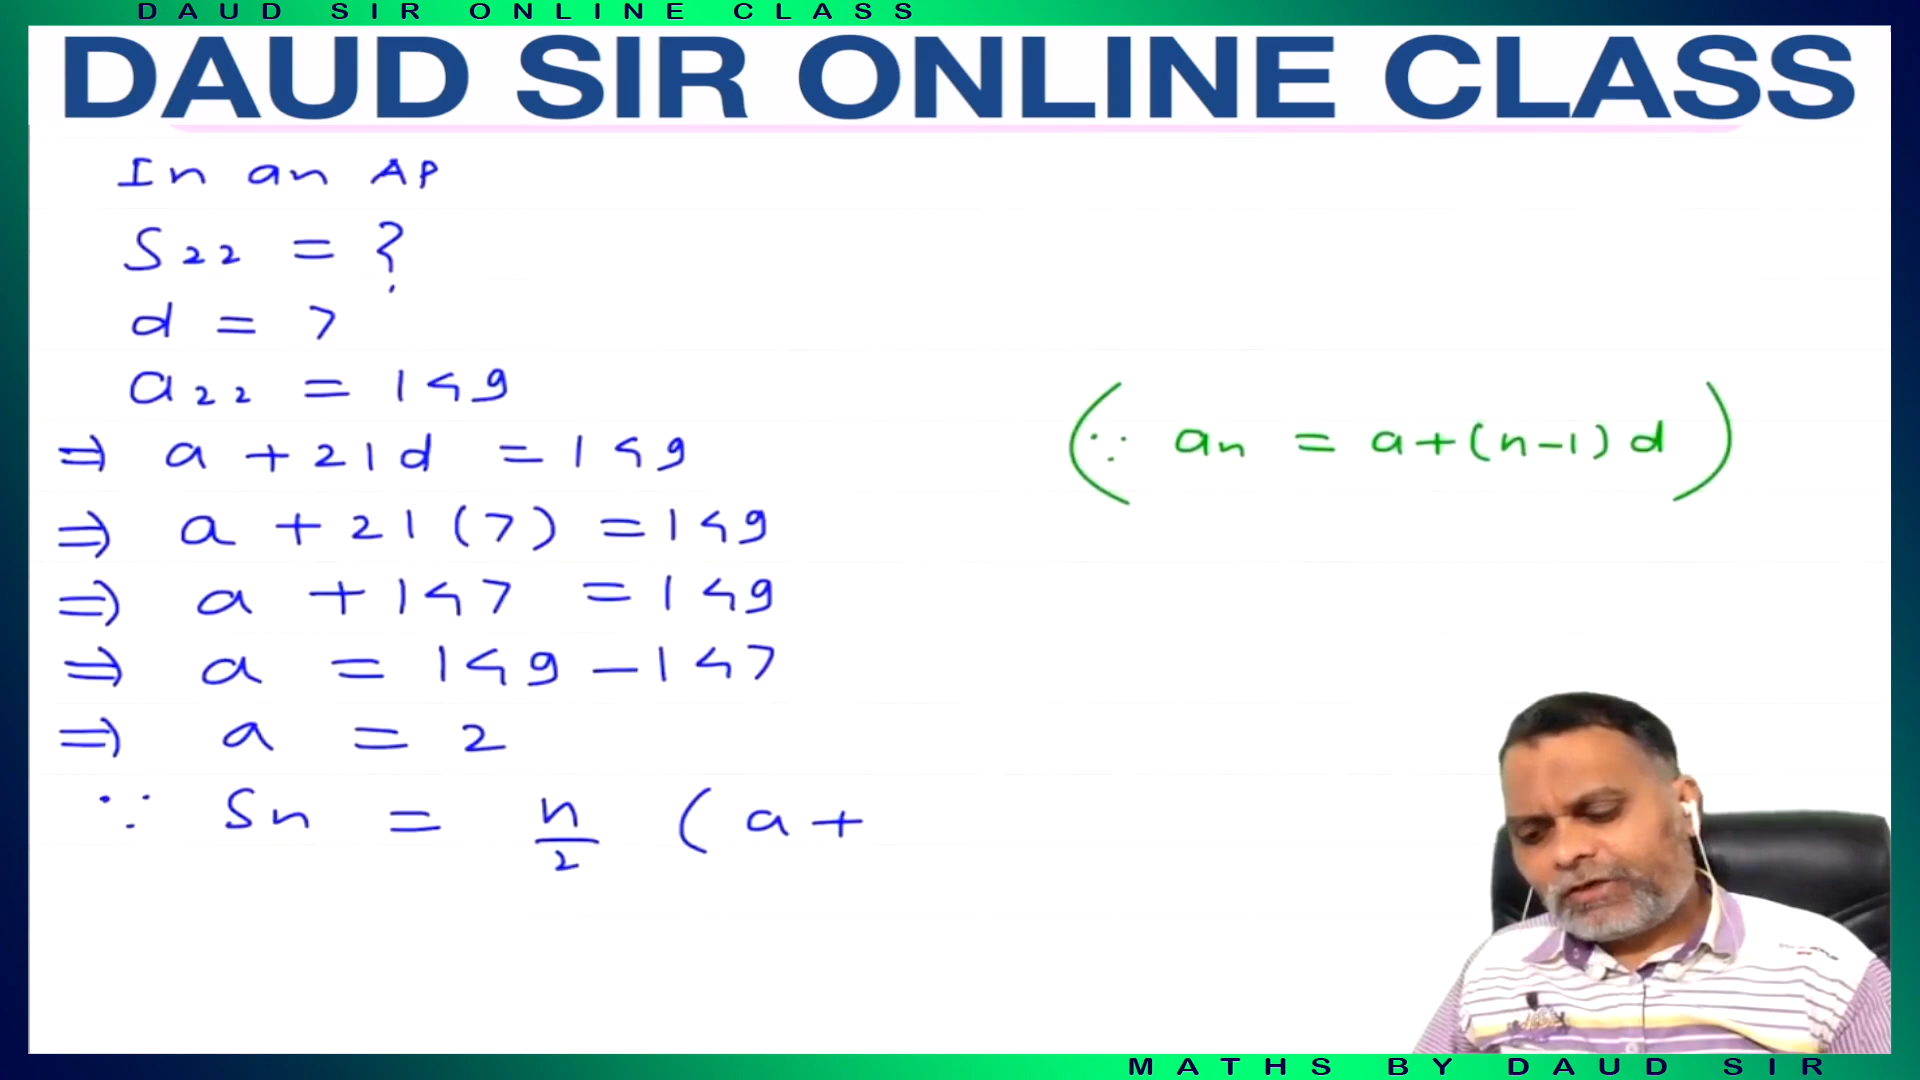 DAUD SIR ONLINE CLASS
DAUD SIR ONLINE CLASS
In an AP
S22 = ?
d = 7
a22 = 149
⇒ a + 21d = 149
(∵ an = a+(n-1)d)
⇒ a + 21(7) = 149
⇒ a + 147 = 149
⇒ a = 149 - 147
⇒ a = 2
∵ Sn = n/2 (a +
MATHS BY DAUD SIR